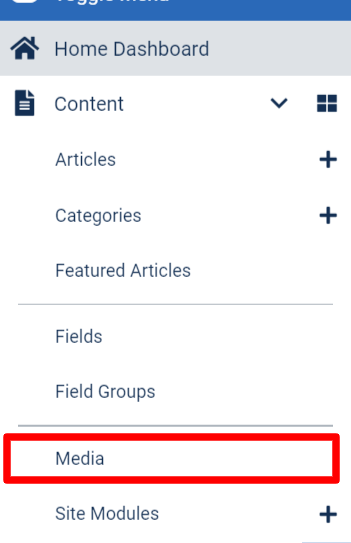 Toggle Menu
Home Dashboard
Content
Articles
Categories
Featured Articles
Fields
Field Groups
Media
Site Modules